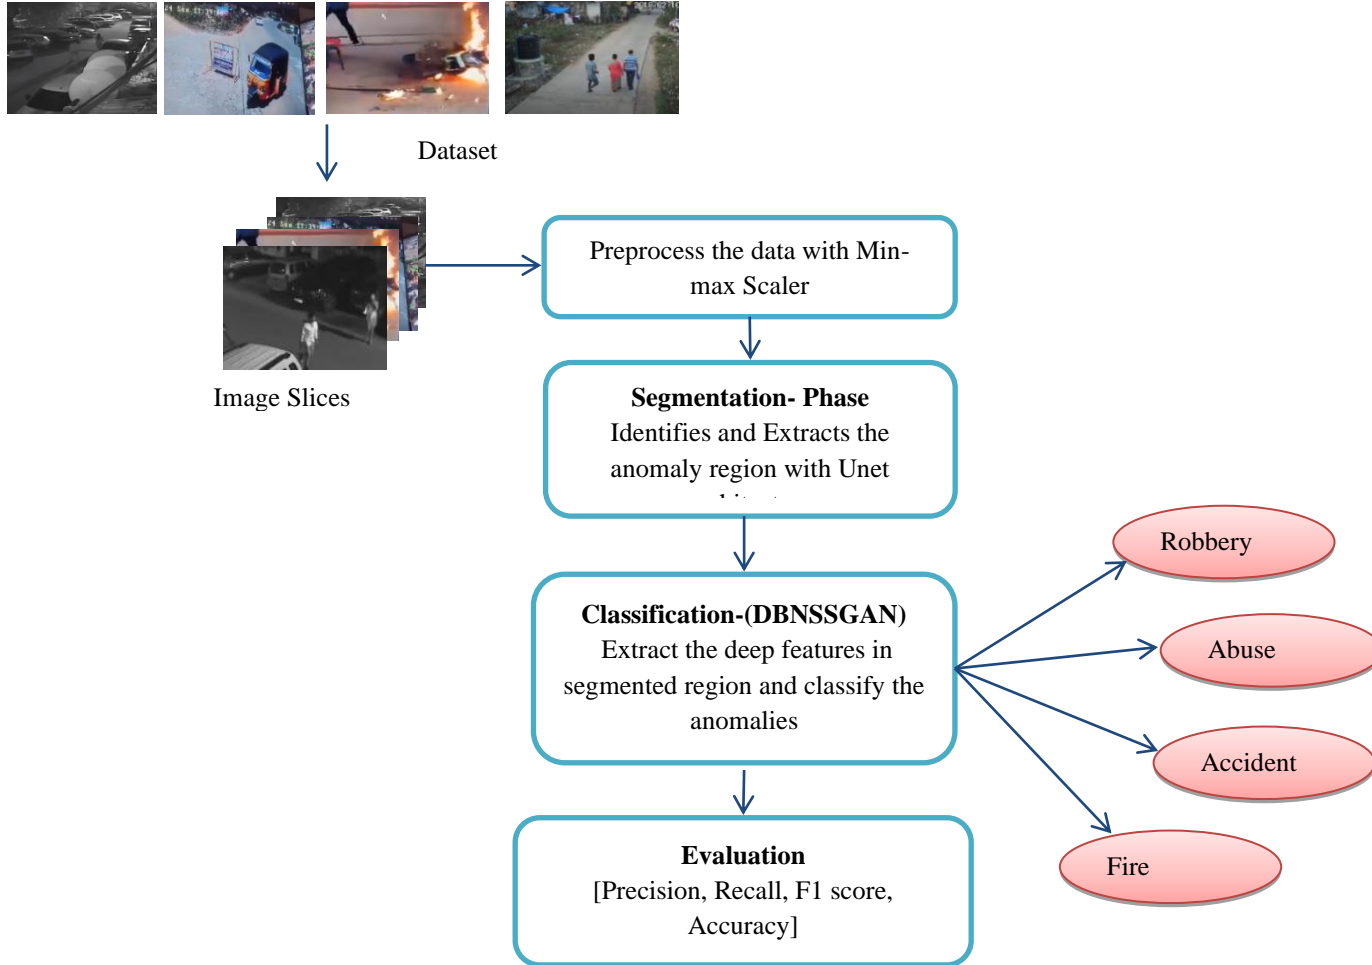 Dataset
Preprocess the data with Min-
max Scaler
Image Slices
Segmentation- Phase
Identifies and Extracts the
anomaly region with Unet
Classification-(DBNSSGAN)
Extract the deep features in
segmented region and classify the
anomalies
Robbery
Abuse
Accident
Fire
Evaluation
[Precision, Recall, F1 score,
Accuracy]